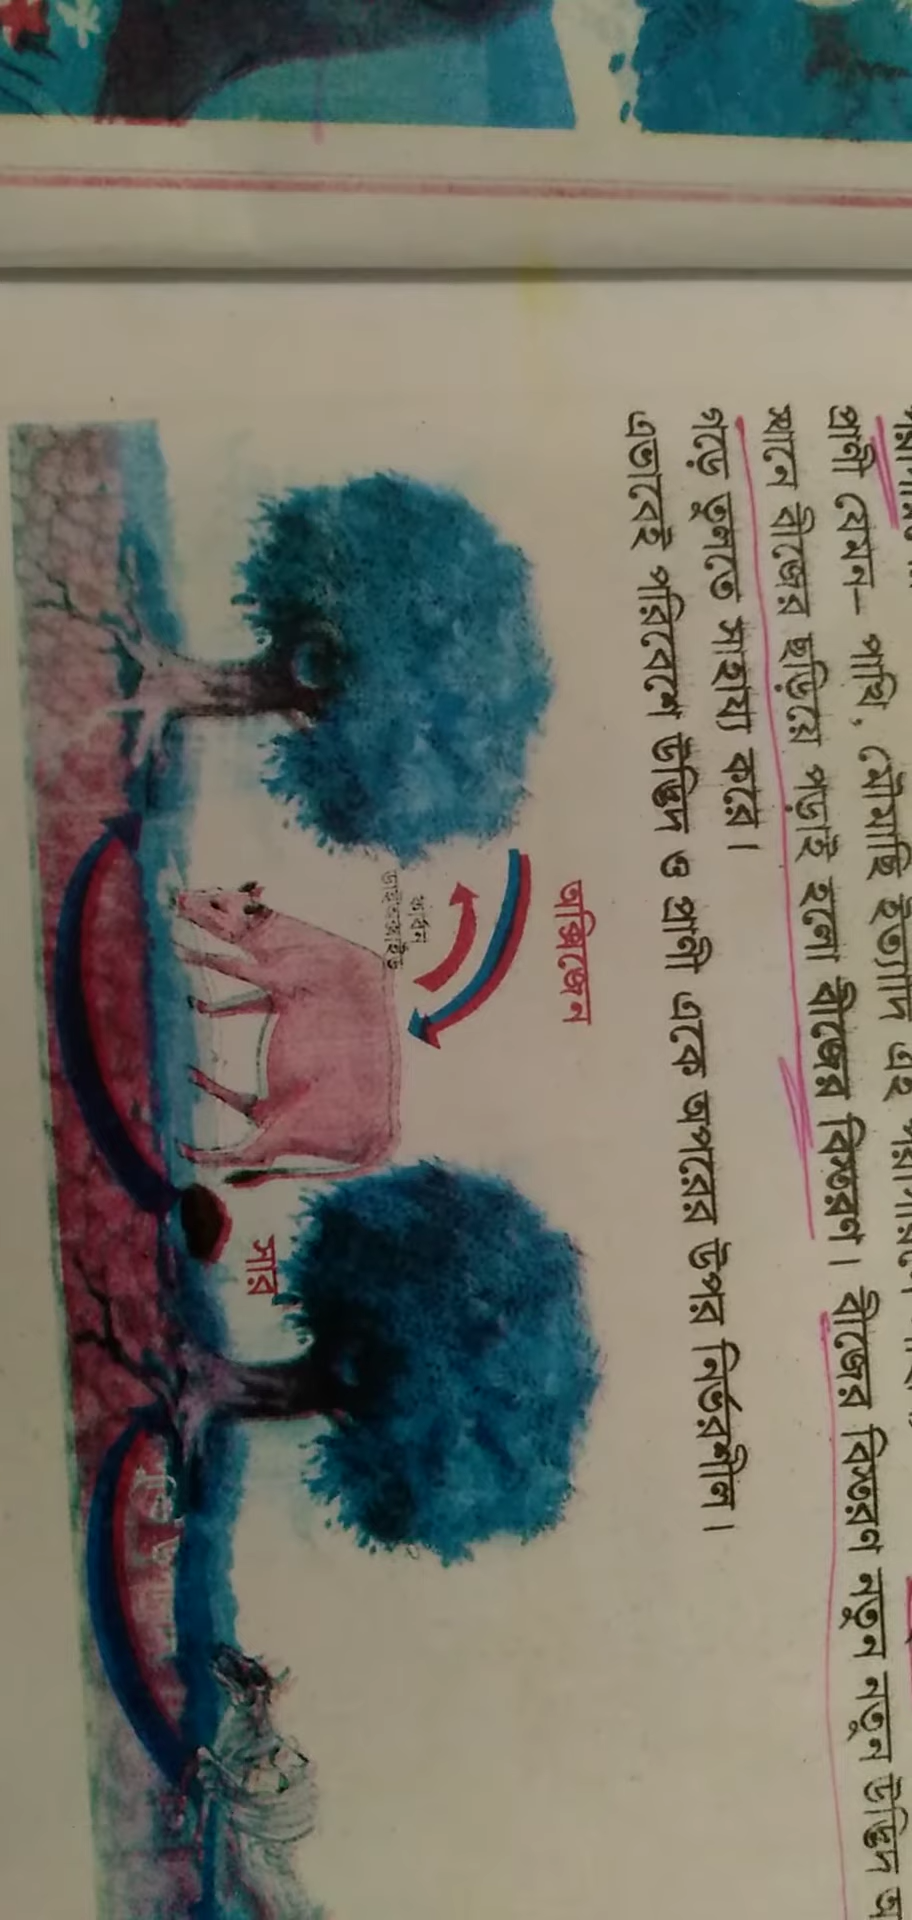 প্রাণী যেমন– পাখি, মৌমাছি ইত্যাদি এই
স্থানে বীজের ছড়িয়ে পড়াই হলো বীজের বিস্তরণ। বীজের বিস্তরণ নতুন নতুন উদ্ভিদ
গড়ে তুলতে সাহায্য করে।
এভাবেই পরিবেশে উদ্ভিদ ও প্রাণী একে অপরের উপর নির্ভরশীল।
অক্সিজেন
কার্বন
ডাইঅক্সাইড
সার